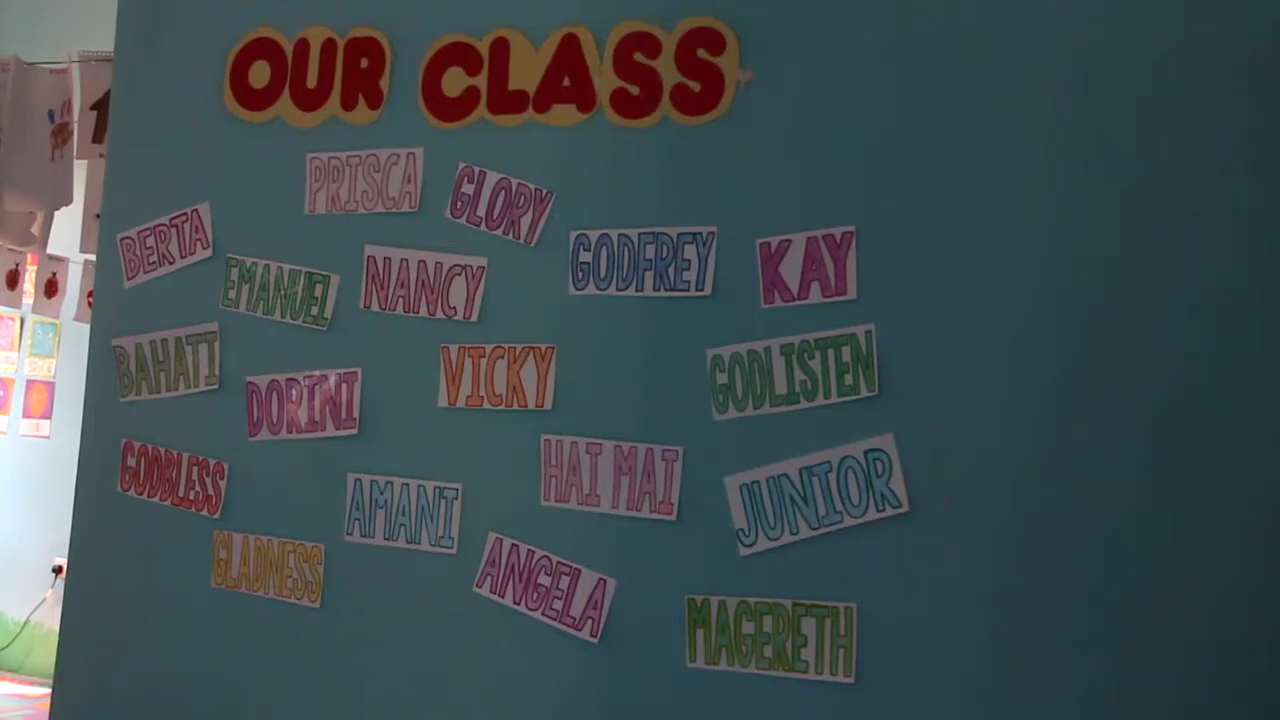 OUR CLASS
PRISCA
GLORY
BERTA
EMANUEL
NANCY
GODFREY
KAY
BAHATI
DORINI
VICKY
GODLISTEN
GODBLESS
AMANI
HAI MAI
JUNIOR
GLADNESS
ANGELA
MAGERETH